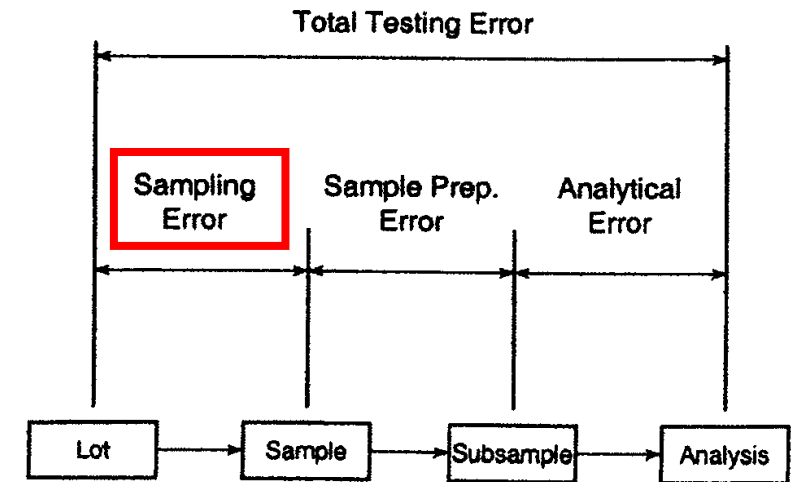 Total Testing Error
Sampling
Error
Sample Prep.
Error
Analytical
Error
Lot
Sample
Subsample
Analysis